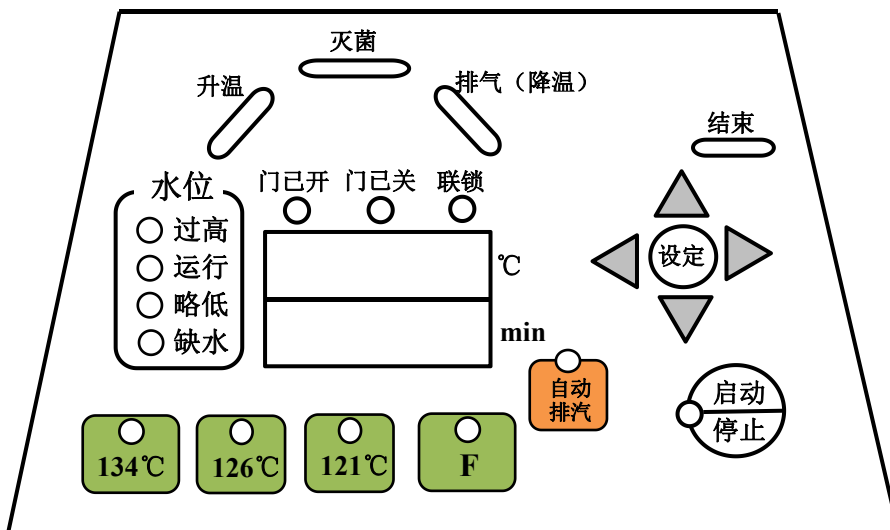 灭菌
升温
排气（降温）
结束
水位
门已开 门已关 联锁
过高
运行
略低
缺水
℃
min
设定
自动
排汽
启动
停止
134℃
126℃
121℃
F